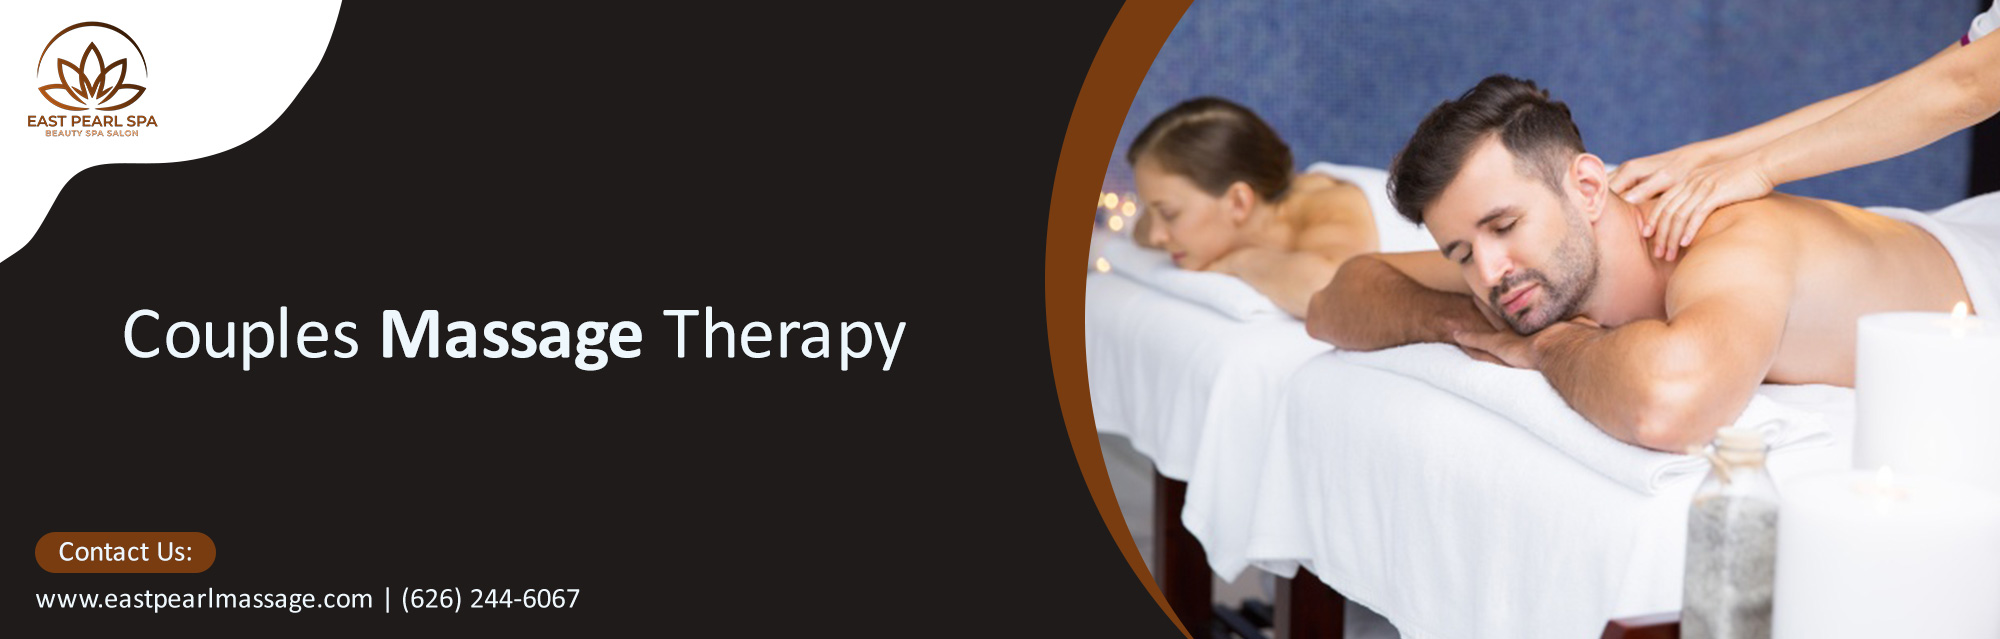 EAST PEARL SPA
BEAUTY SPA SALON
Couples Massage Therapy
Contact Us:
www.eastpearlmassage.com | (626) 244-6067